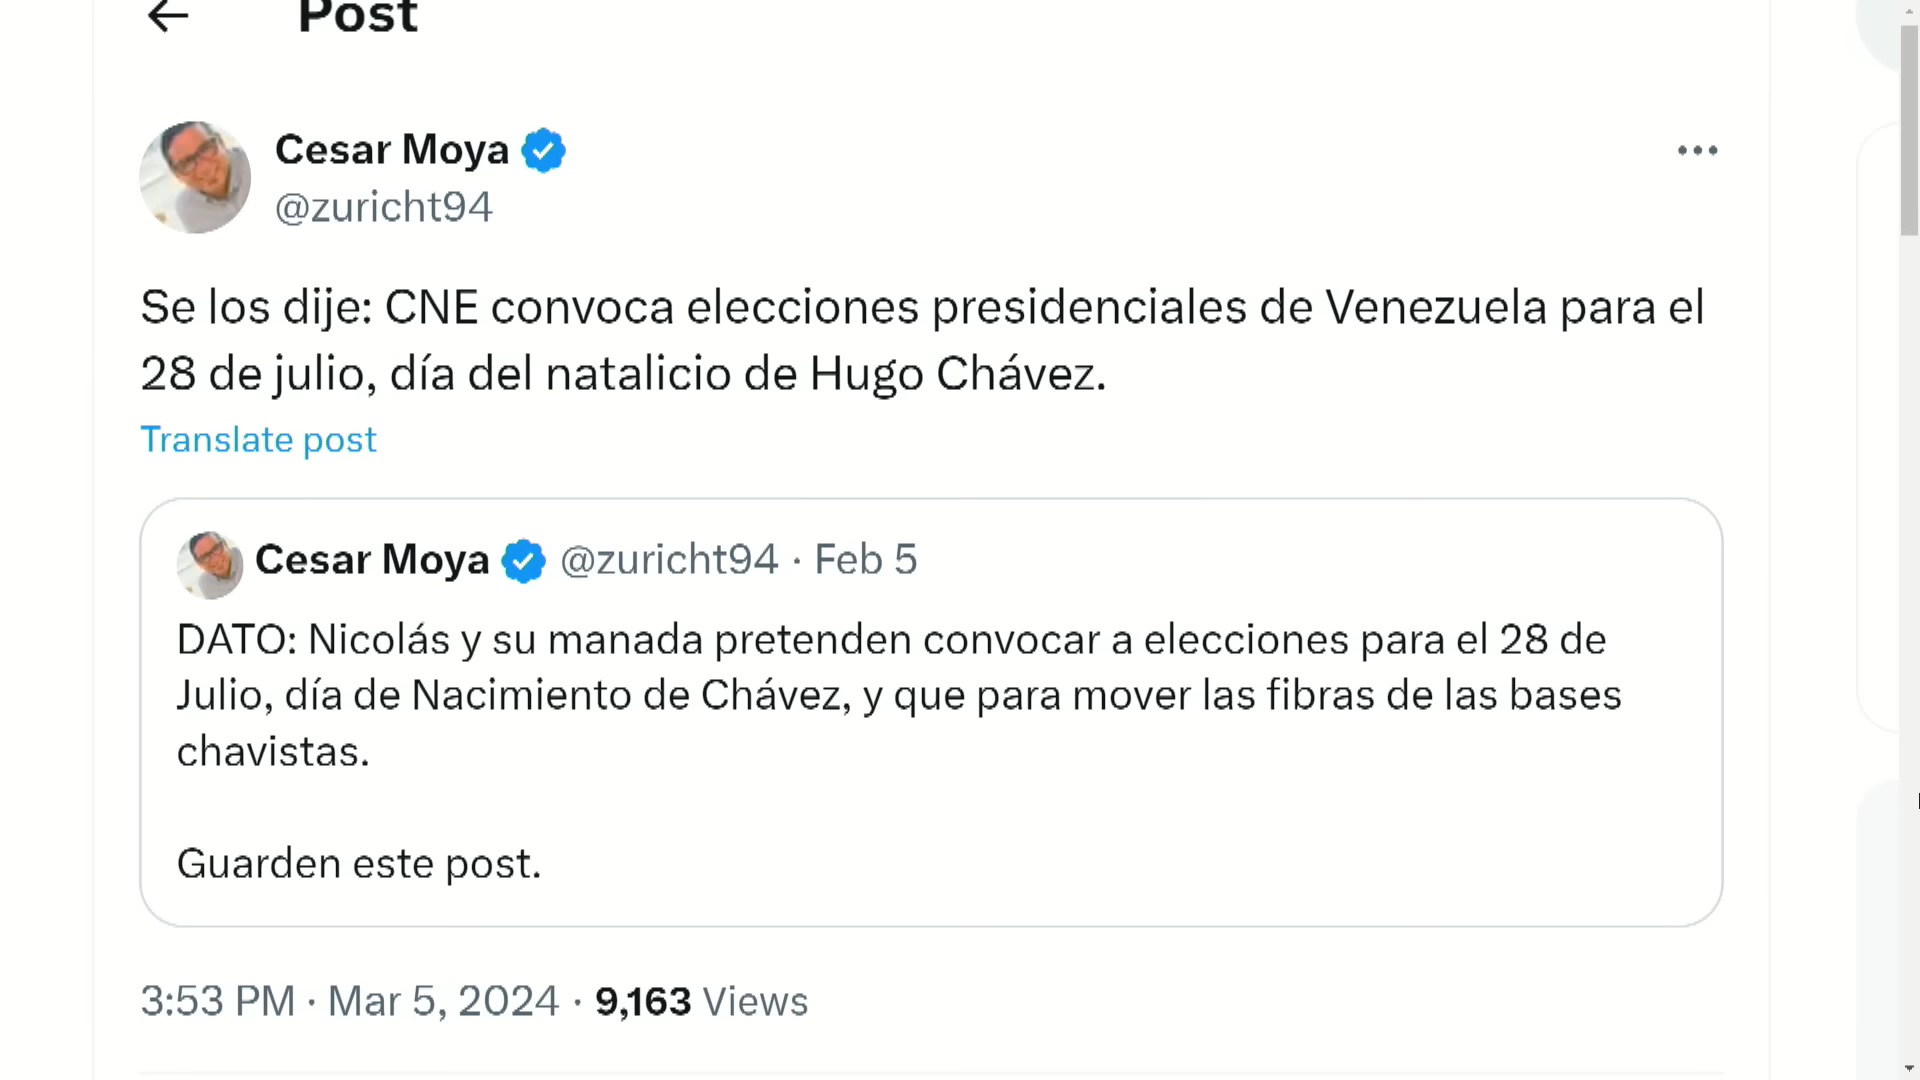 Post
Cesar Moya
@zuricht94
Se los dije: CNE convoca elecciones presidenciales de Venezuela para el
28 de julio, día del natalicio de Hugo Chávez.
Translate post
Cesar Moya @zuricht94 · Feb 5
DATO: Nicolás y su manada pretenden convocar a elecciones para el 28 de
Julio, día de Nacimiento de Chávez, y que para mover las fibras de las bases
chavistas.
Guarden este post.
3:53 PM · Mar 5, 2024 · 9,163 Views